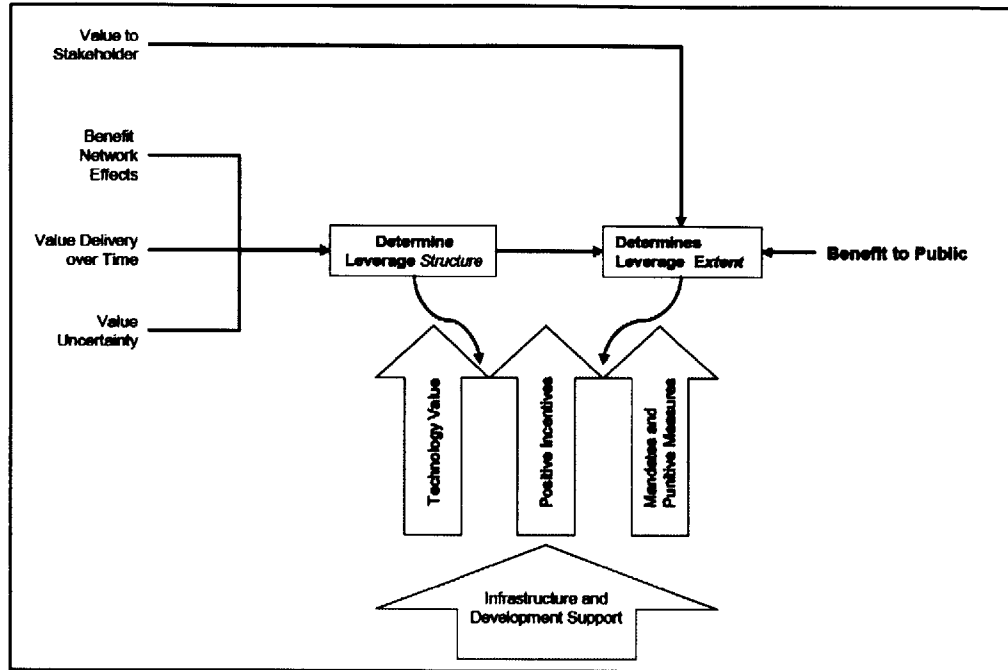 Value to
Stakeholder
Benefit
Network
Effects
Value Delivery
over Time
Value
Uncertainty
Determine
Leverage Structure
Determines
Leverage Extent
Benefit to Public
Technology Value
Positive Incentives
Mandates and
Punitive Measures
Infrastructure and
Development Support